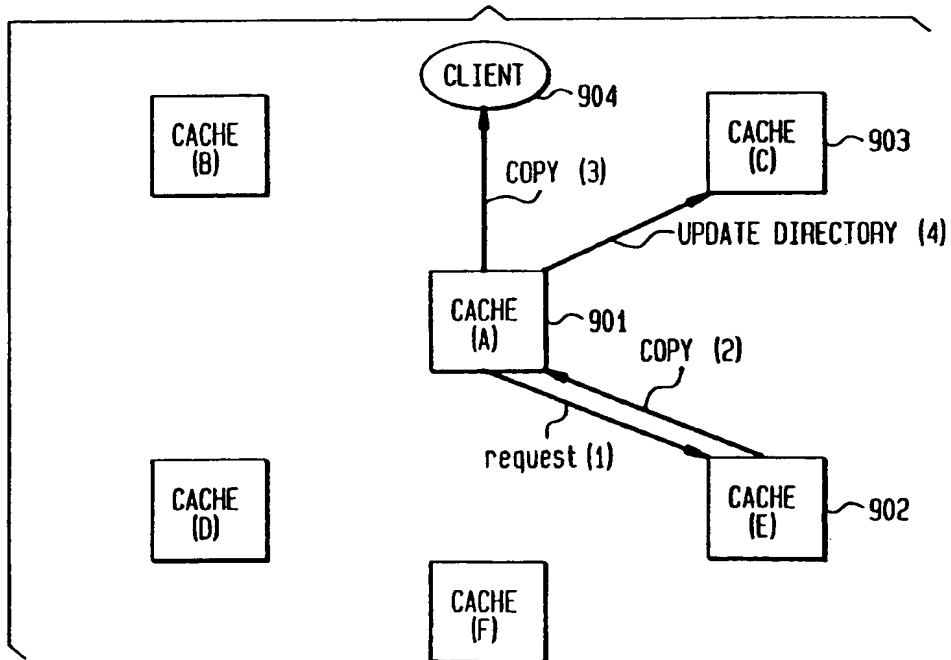 CLIENT
904
CACHE
(B)
CACHE
(C)
903
COPY (3)
UPDATE DIRECTORY (4)
CACHE
(A)
901
COPY (2)
request (1)
CACHE
(D)
CACHE
(E)
902
CACHE
(F)